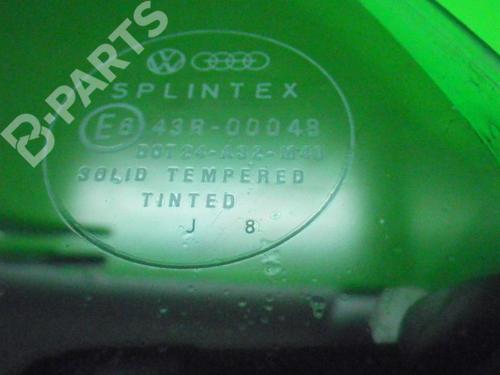 B-PARTS
SPLINTEX
E6 43R-00048
DOT24-AS2-M40
SOLID TEMPERED
TINTED
J 8